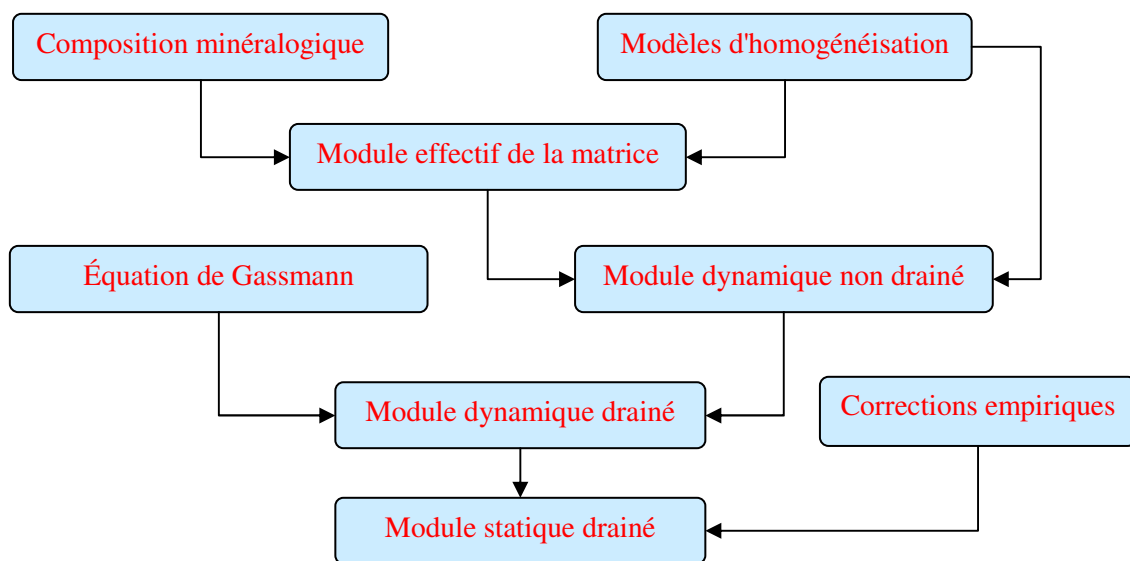 Composition minéralogique
Modèles d'homogénéisation
Module effectif de la matrice
Équation de Gassmann
Module dynamique non drainé
Module dynamique drainé
Corrections empiriques
Module statique drainé